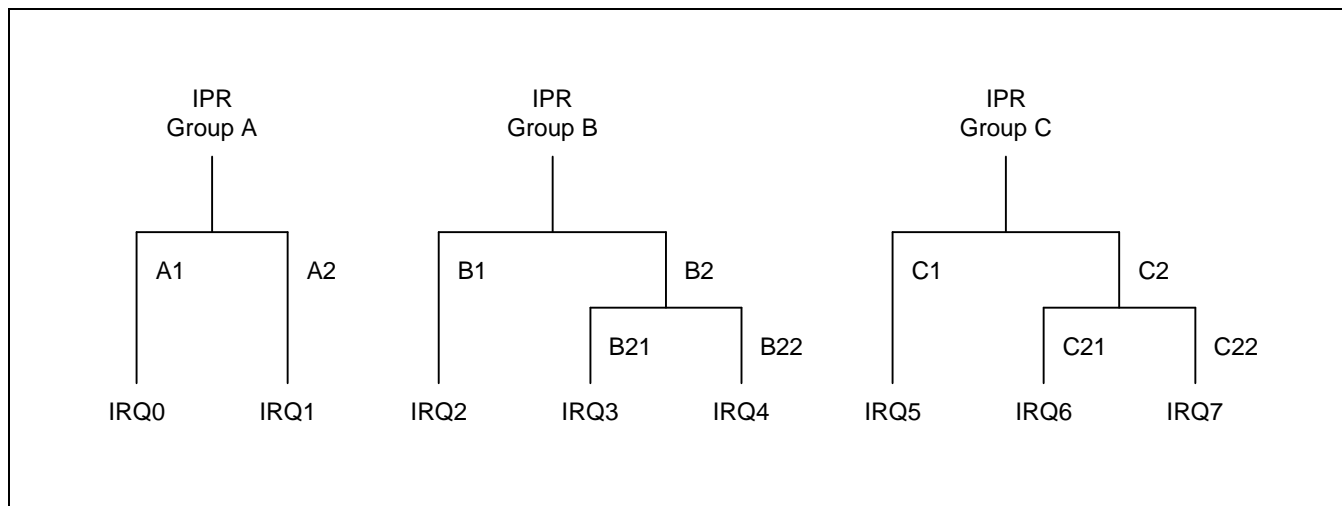 IPR
Group A
IPR
Group B
IPR
Group C
A1
A2
B1
B2
C1
C2
B21
B22
C21
C22
IRQ0
IRQ1
IRQ2
IRQ3
IRQ4
IRQ5
IRQ6
IRQ7